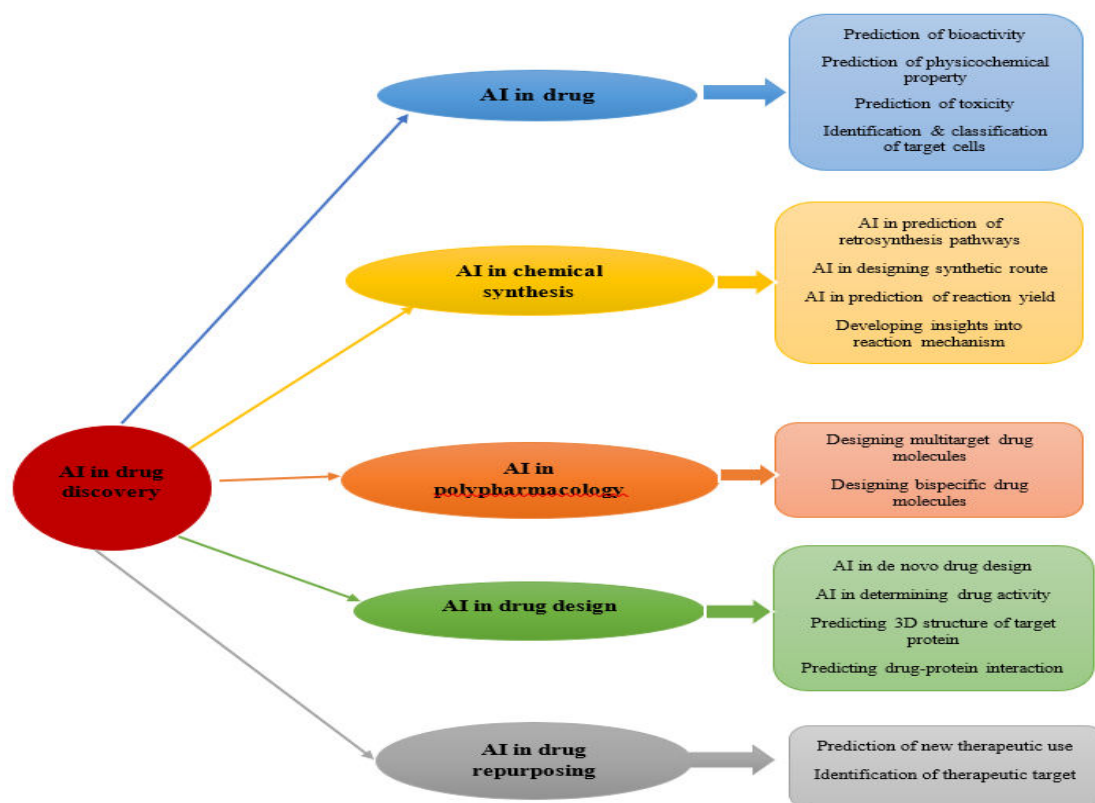 AI in drug
discovery
AI in drug
Prediction of bioactivity
Prediction of physicochemical
property
Prediction of toxicity
Identification & classification
of target cells
AI in chemical
synthesis
AI in prediction of
retrosynthesis pathways
AI in designing synthetic route
AI in prediction of reaction yield
Developing insights into
reaction mechanism
AI in
polypharmacology
Designing multitarget drug
molecules
Designing bispecific drug
molecules
AI in drug design
AI in de novo drug design
AI in determining drug activity
Predicting 3D structure of target
protein
Predicting drug-protein interaction
AI in drug
repurposing
Prediction of new therapeutic use
Identification of therapeutic target